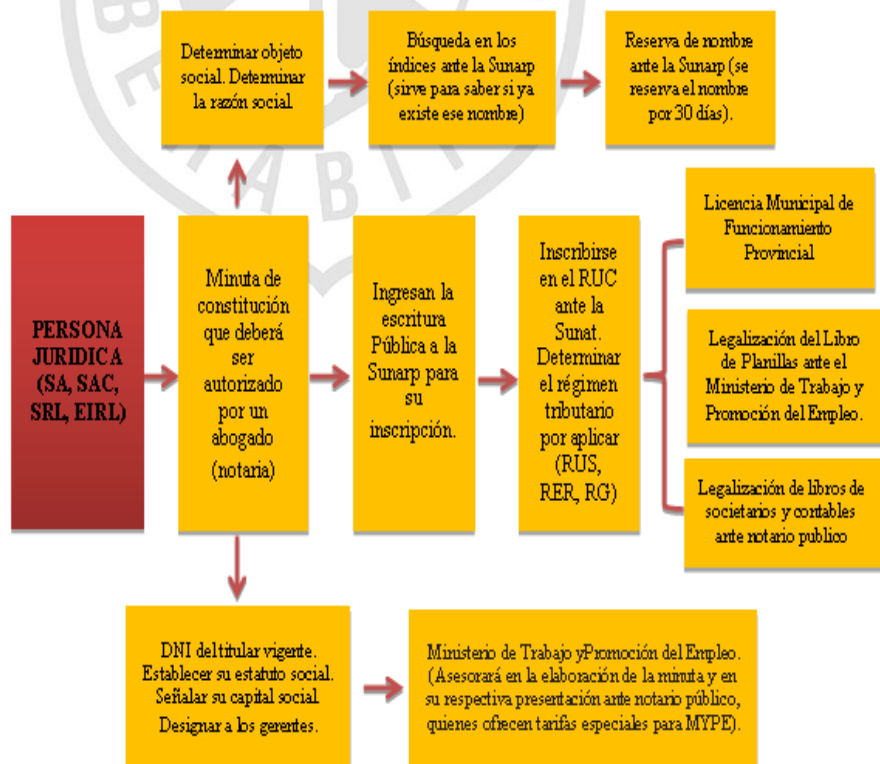 Determinar objeto
social. Determinar
la razón social.
Búsqueda en los
índices ante la Sunarp
(sirve para saber si ya
existe ese nombre)
Reserva de nombre
ante la Sunarp (se
reserva el nombre
por 30 días).
PERSONA
JURIDICA
(SA, SAC,
SRL, EIRL)
Minuta de
constitución
que deberá
ser
autorizado
por un
abogado
(notaria)
Ingresan la
escritura
Pública a la
Sunarp para
su
inscripción.
Inscribirse
en el RUC
ante la
Sunat.
Determinar
el régimen
tributario
por aplicar
(RUS,
RER, RG)
Licencia Municipal de
Funcionamiento
Provincial
Legalización del Libro
de Planillas ante el
Ministerio de Trabajo y
Promoción del Empleo.
Legalización de libros de
societarios y contables
ante notario publico
DNI del titular vigente.
Establecer su estatuto social.
Señalar su capital social.
Designar a los gerentes.
Ministerio de Trabajo yPromoción del Empleo.
(Asesorará en la elaboración de la minuta y en
su respectiva presentación ante notario público,
quienes ofrecen tarifas especiales para MYPE).